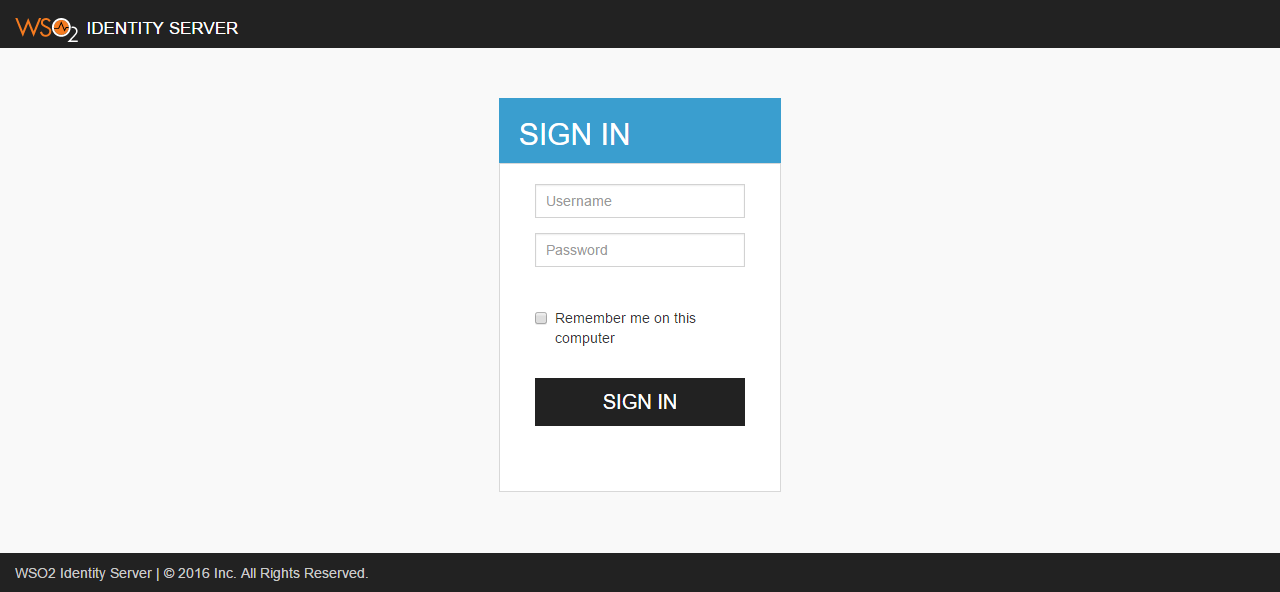 WSO2 IDENTITY SERVER
SIGN IN
Username
Password
Remember me on this
computer
SIGN IN
WSO2 Identity Server | © 2016 Inc. All Rights Reserved.